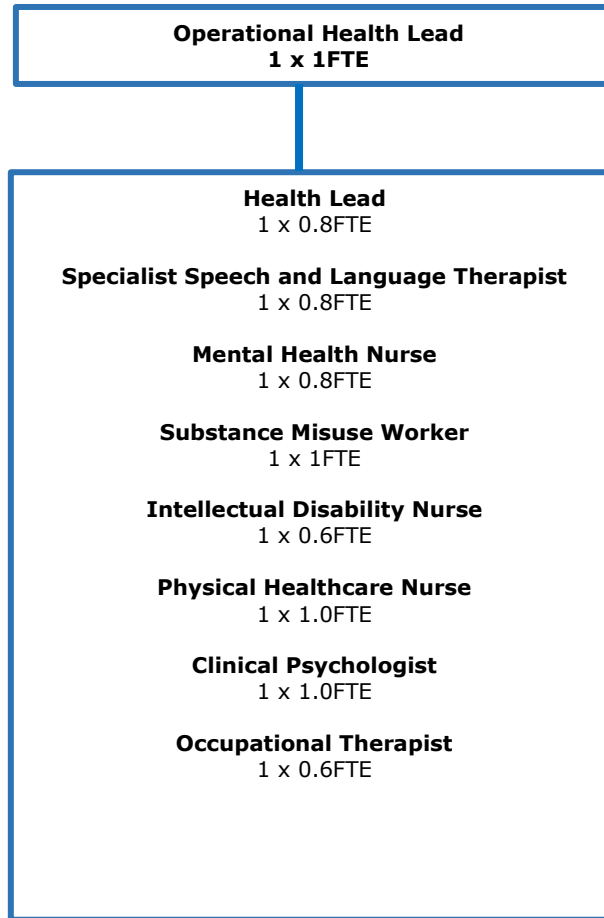 Operational Health Lead
1 x 1FTE
Health Lead
1 x 0.8FTE
Specialist Speech and Language Therapist
1 x 0.8FTE
Mental Health Nurse
1 x 0.8FTE
Substance Misuse Worker
1 x 1FTE
Intellectual Disability Nurse
1 x 0.6FTE
Physical Healthcare Nurse
1 x 1.0FTE
Clinical Psychologist
1 x 1.0FTE
Occupational Therapist
1 x 0.6FTE